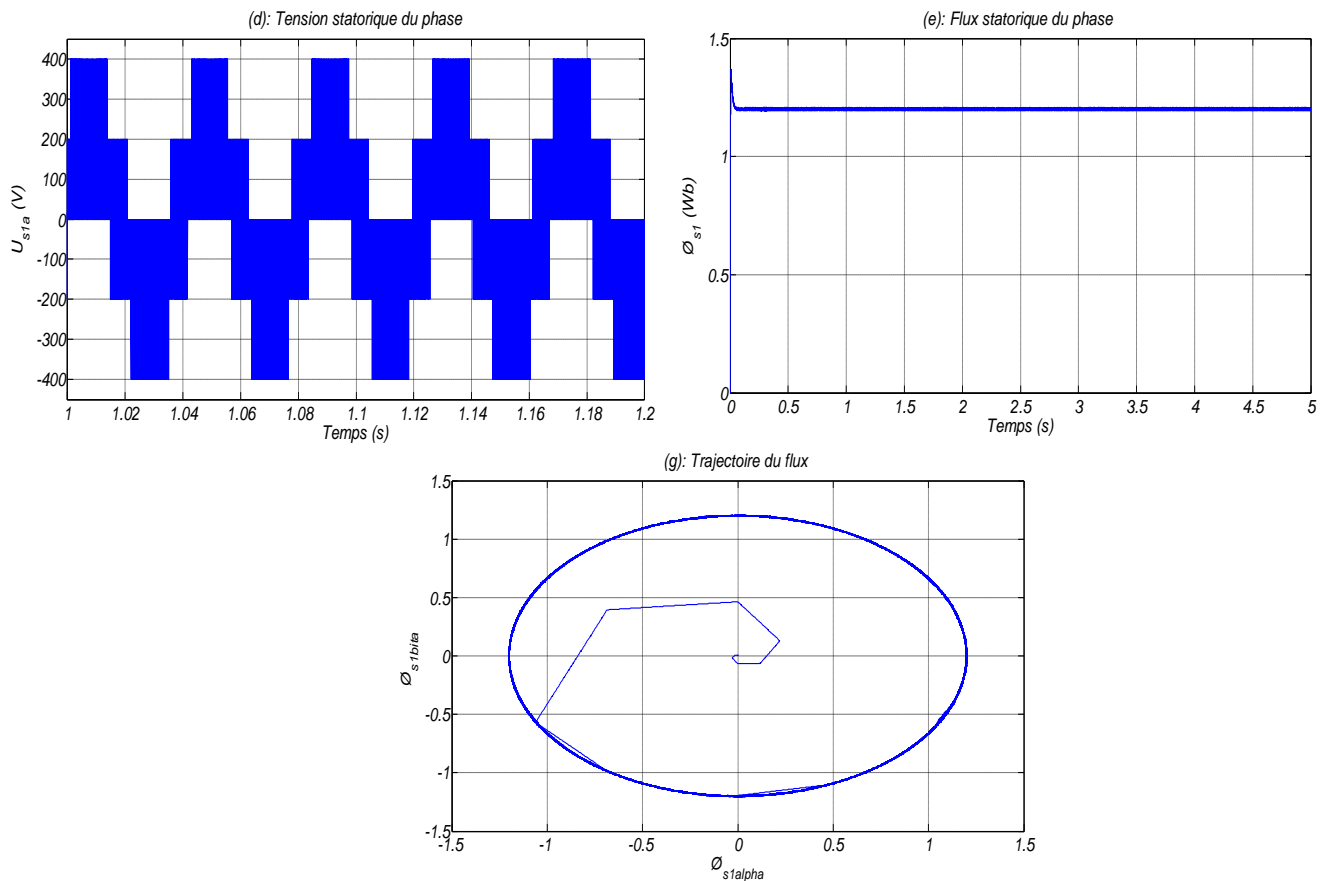 (d): Tension statorique du phase
U_s1a (V)
400
300
200
100
0
-100
-200
-300
-400
1 1.02 1.04 1.06 1.08 1.1 1.12 1.14 1.16 1.18 1.2
Temps (s)
(e): Flux statorique du phase
Ø_s1 (Wb)
1.5
1
0.5
0
0 0.5 1 1.5 2 2.5 3 3.5 4 4.5 5
Temps (s)
(g): Trajectoire du flux
Ø_s1bita
1.5
1
0.5
0
-0.5
-1
-1.5
-1.5 -1 -0.5 0 0.5 1 1.5
Ø_s1alpha